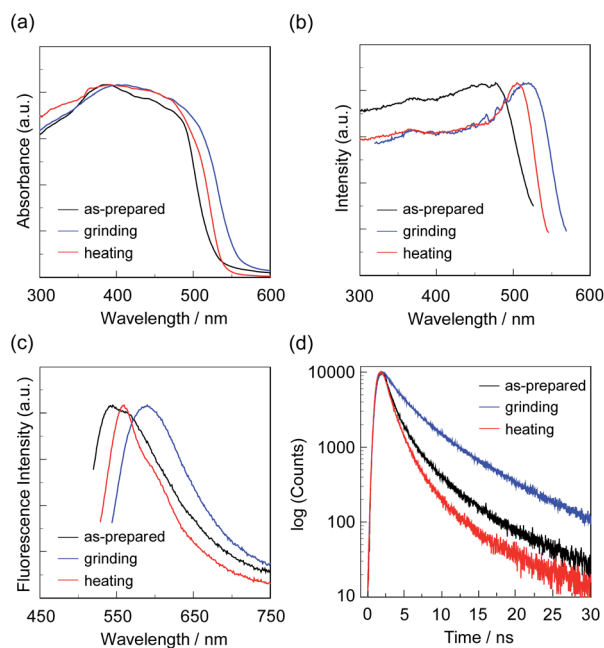 (a)
Absorbance (a.u.)
as-prepared
grinding
heating
300 400 500 600
Wavelength / nm
(b)
Intensity (a.u.)
as-prepared
grinding
heating
300 400 500 600
Wavelength / nm
(c)
Fluorescence Intensity (a.u.)
as-prepared
grinding
heating
450 550 650 750
Wavelength / nm
(d)
log (Counts)
10000
1000
100
10
as-prepared
grinding
heating
0 5 10 15 20 25 30
Time / ns